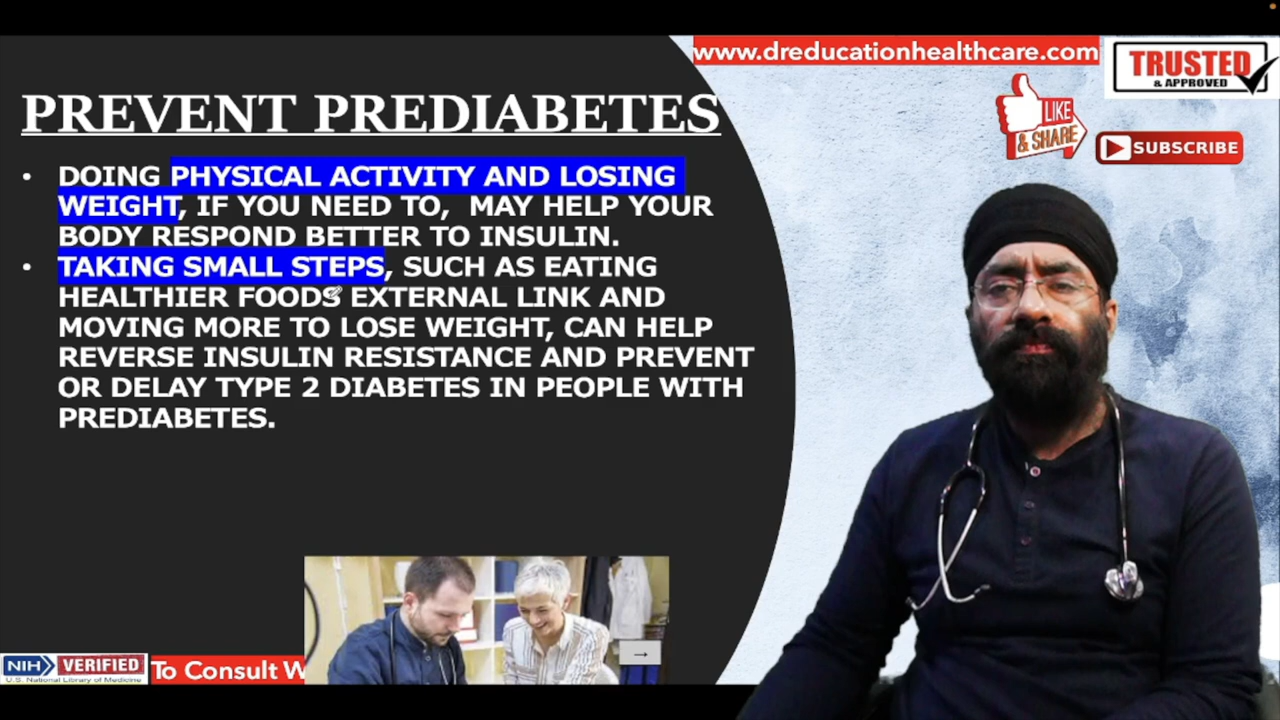 www.dreducationhealthcare.com
TRUSTED
& APPROVED
LIKE
& SHARE
SUBSCRIBE
PREVENT PREDIABETES
• DOING PHYSICAL ACTIVITY AND LOSING
WEIGHT, IF YOU NEED TO, MAY HELP YOUR
BODY RESPOND BETTER TO INSULIN.
• TAKING SMALL STEPS, SUCH AS EATING
HEALTHIER FOODS EXTERNAL LINK AND
MOVING MORE TO LOSE WEIGHT, CAN HELP
REVERSE INSULIN RESISTANCE AND PREVENT
OR DELAY TYPE 2 DIABETES IN PEOPLE WITH
PREDIABETES.
NIH VERIFIED
U.S. National Library of Medicine
To Consult W